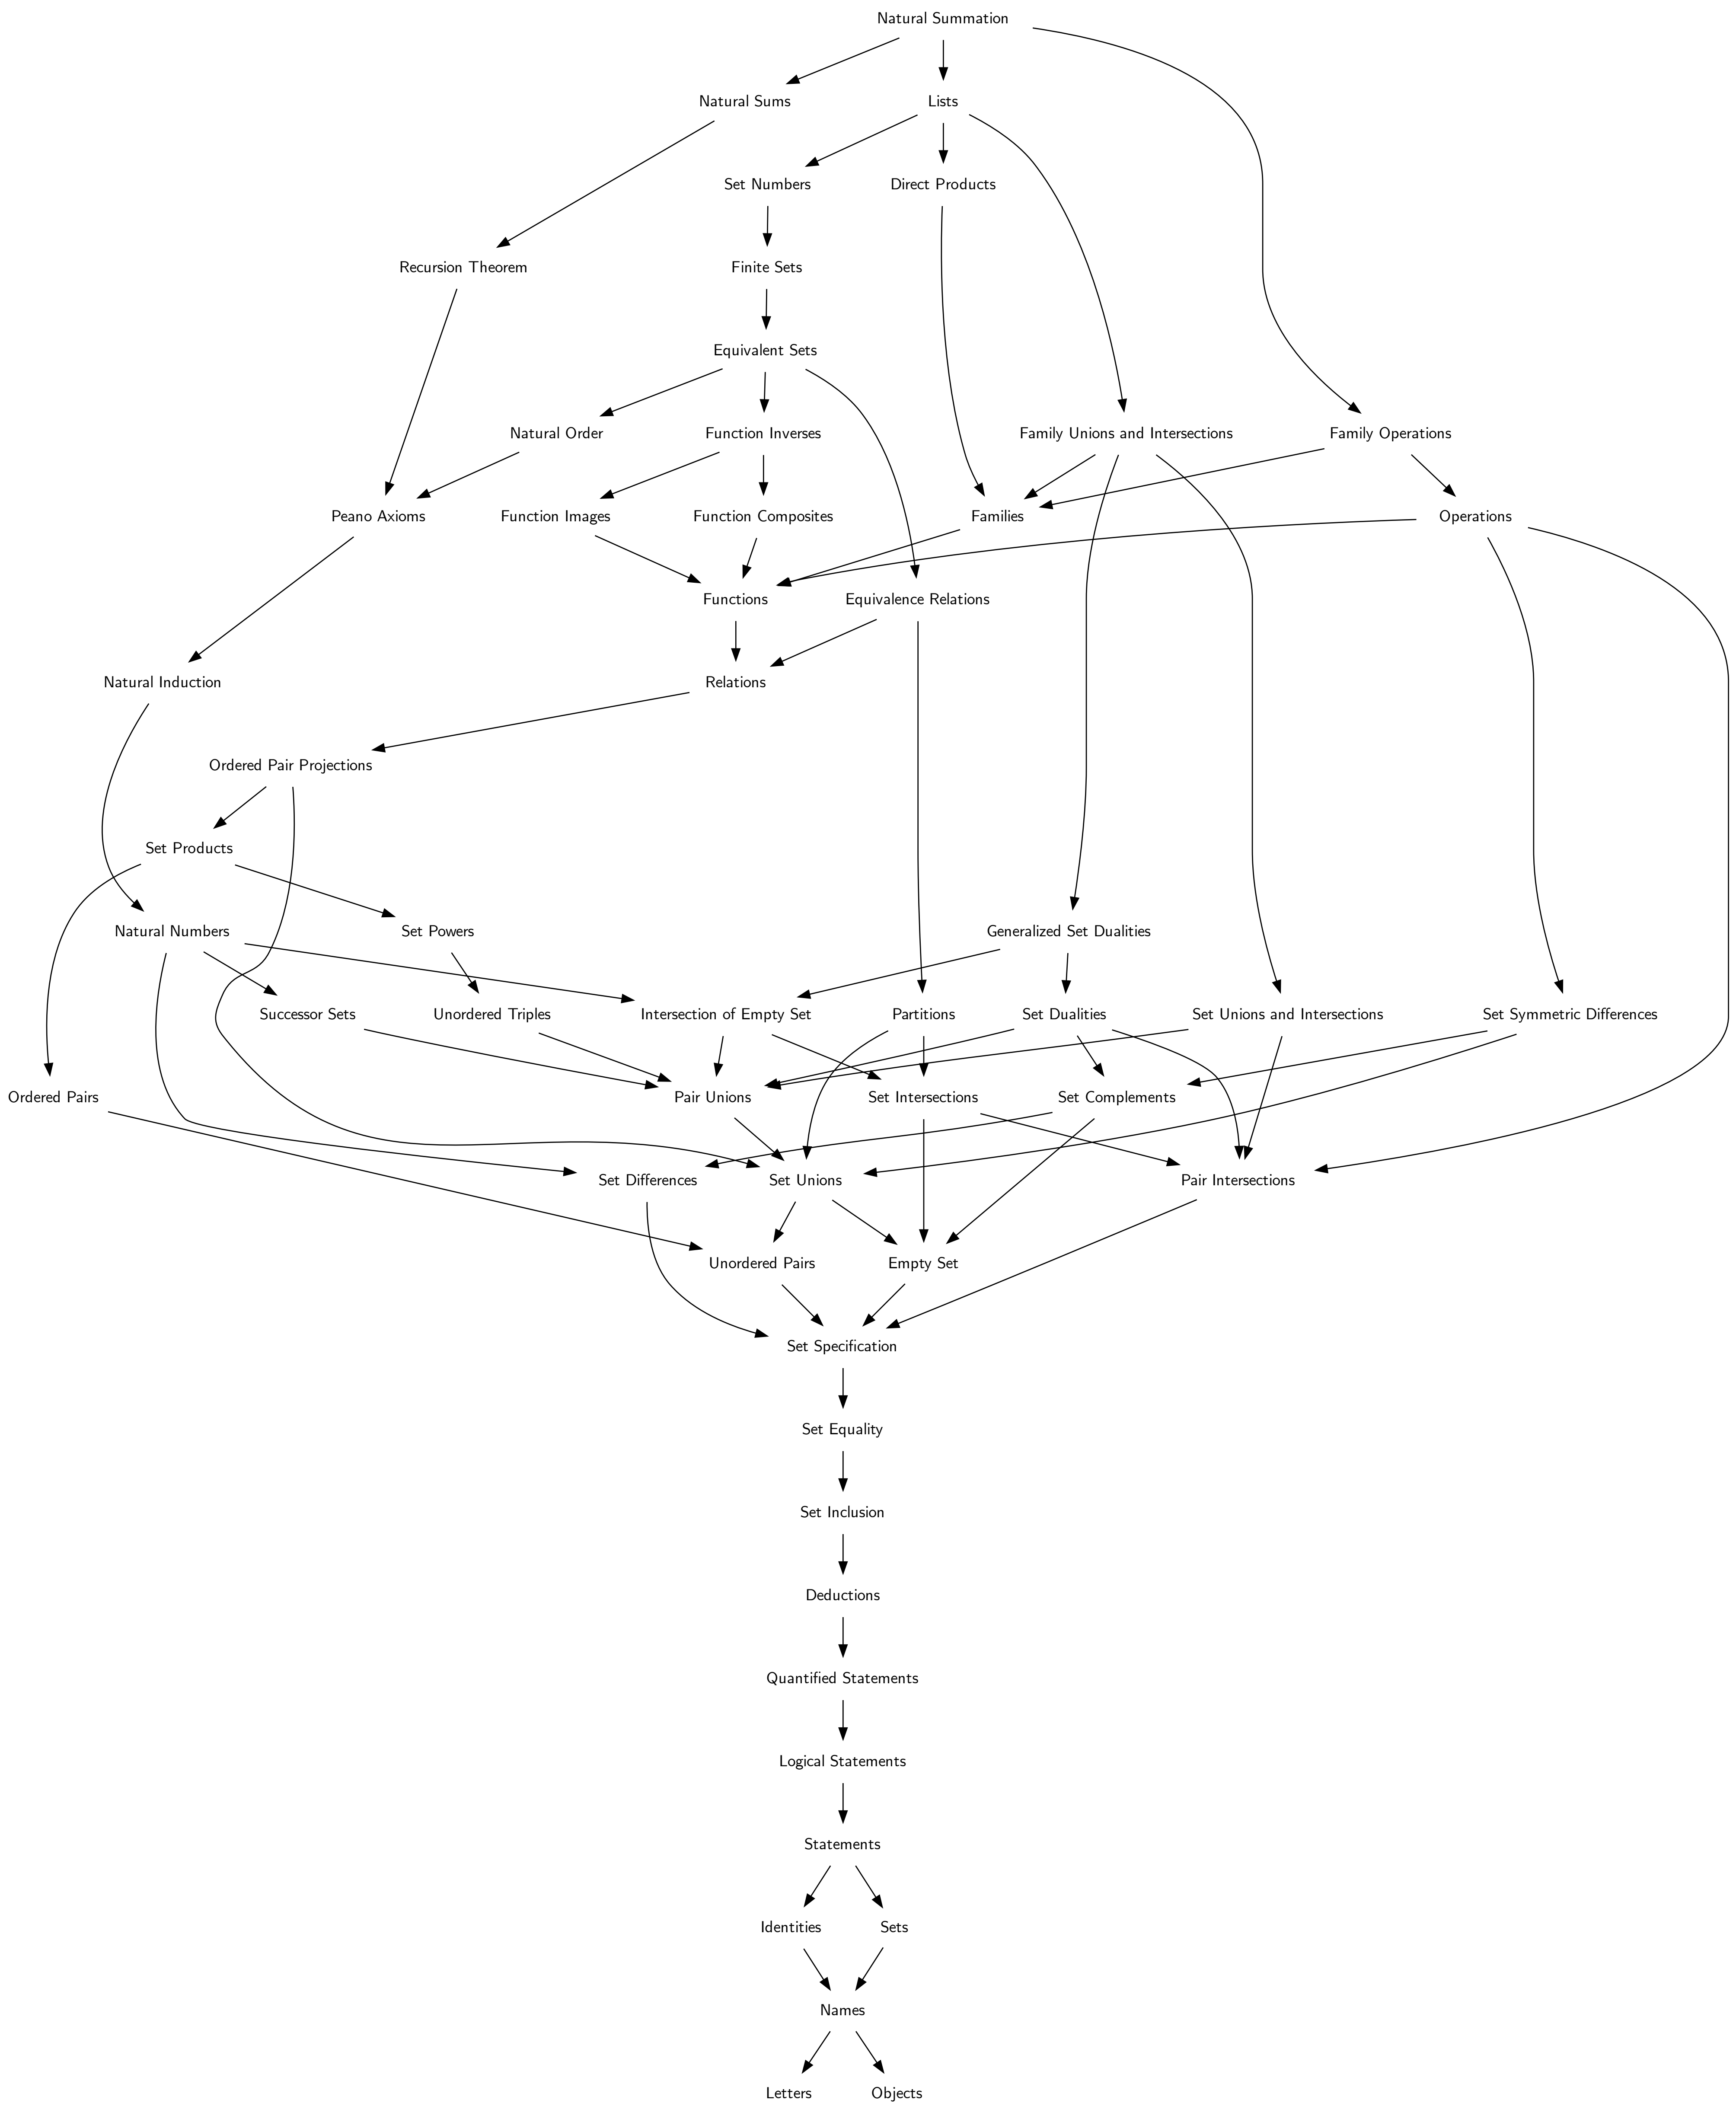 Natural Summation
Natural Sums
Lists
Set Numbers
Direct Products
Recursion Theorem
Finite Sets
Equivalent Sets
Natural Order
Function Inverses
Family Unions and Intersections
Family Operations
Peano Axioms
Function Images
Function Composites
Families
Operations
Functions
Equivalence Relations
Natural Induction
Relations
Ordered Pair Projections
Set Products
Natural Numbers
Set Powers
Generalized Set Dualities
Successor Sets
Unordered Triples
Intersection of Empty Set
Partitions
Set Dualities
Set Unions and Intersections
Set Symmetric Differences
Ordered Pairs
Pair Unions
Set Intersections
Set Complements
Set Differences
Set Unions
Pair Intersections
Unordered Pairs
Empty Set
Set Specification
Set Equality
Set Inclusion
Deductions
Quantified Statements
Logical Statements
Statements
Identities
Sets
Names
Letters
Objects